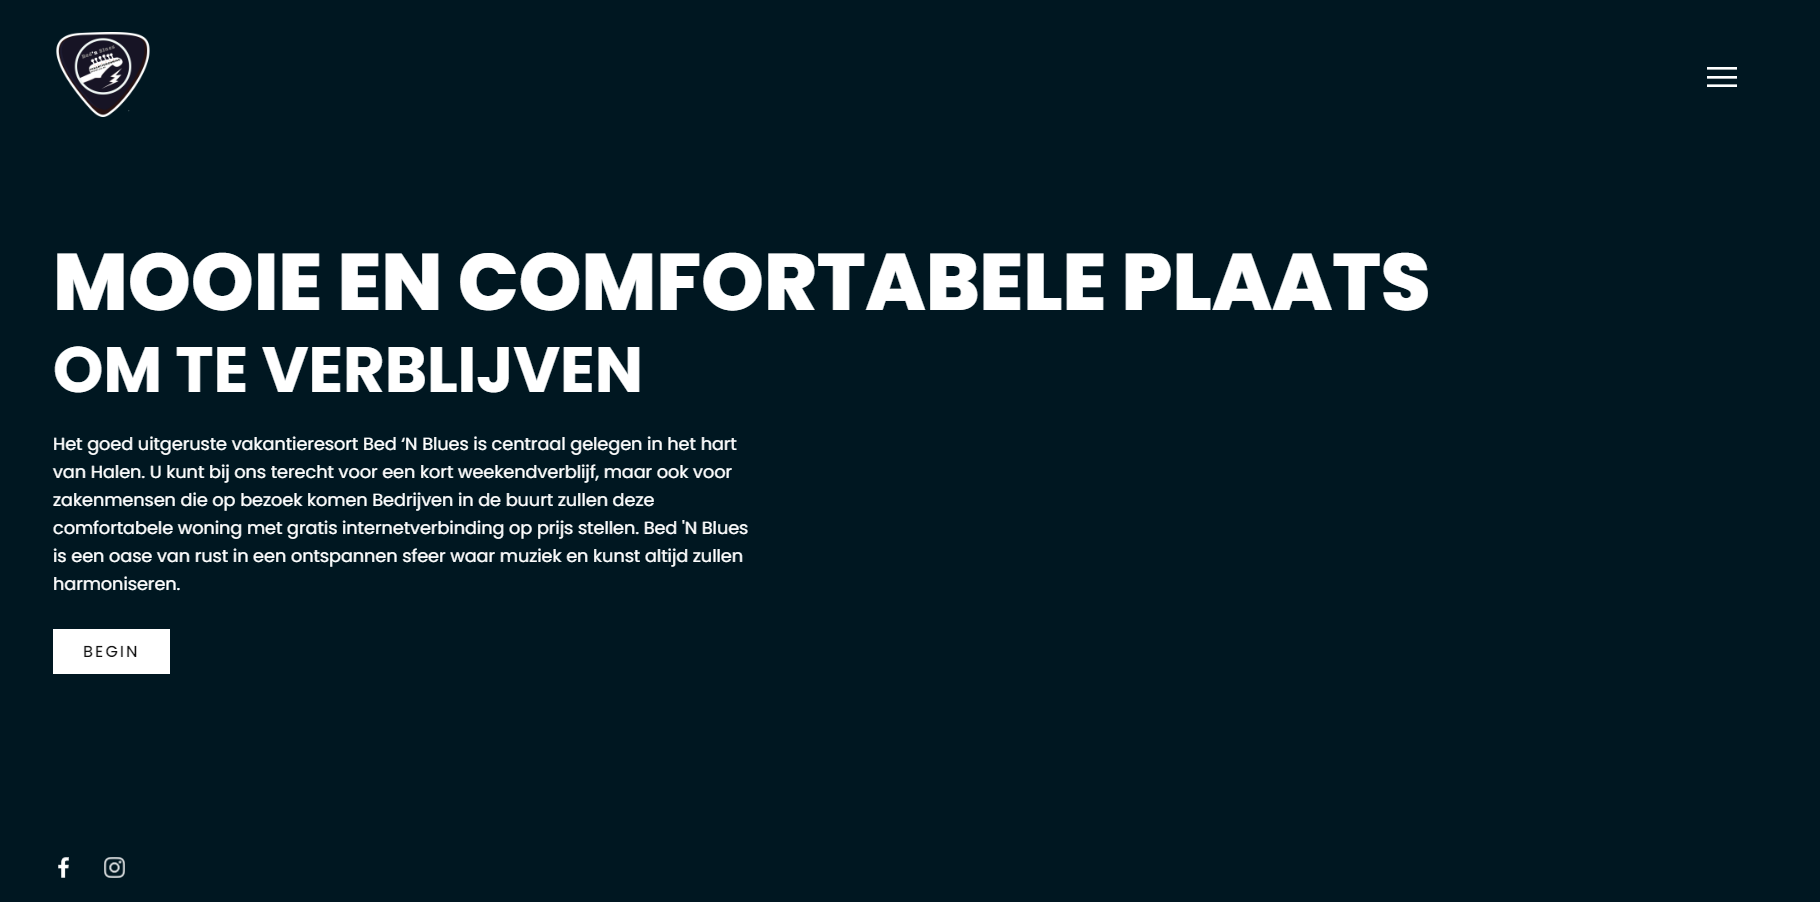 Bed'n Blues
MOOIE EN COMFORTABELE PLAATS
OM TE VERBLIJVEN
Het goed uitgeruste vakantieresort Bed ‘N Blues is centraal gelegen in het hart
van Halen. U kunt bij ons terecht voor een kort weekendverblijf, maar ook voor
zakenmensen die op bezoek komen Bedrijven in de buurt zullen deze
comfortabele woning met gratis internetverbinding op prijs stellen. Bed 'N Blues
is een oase van rust in een ontspannen sfeer waar muziek en kunst altijd zullen
harmoniseren.
BEGIN